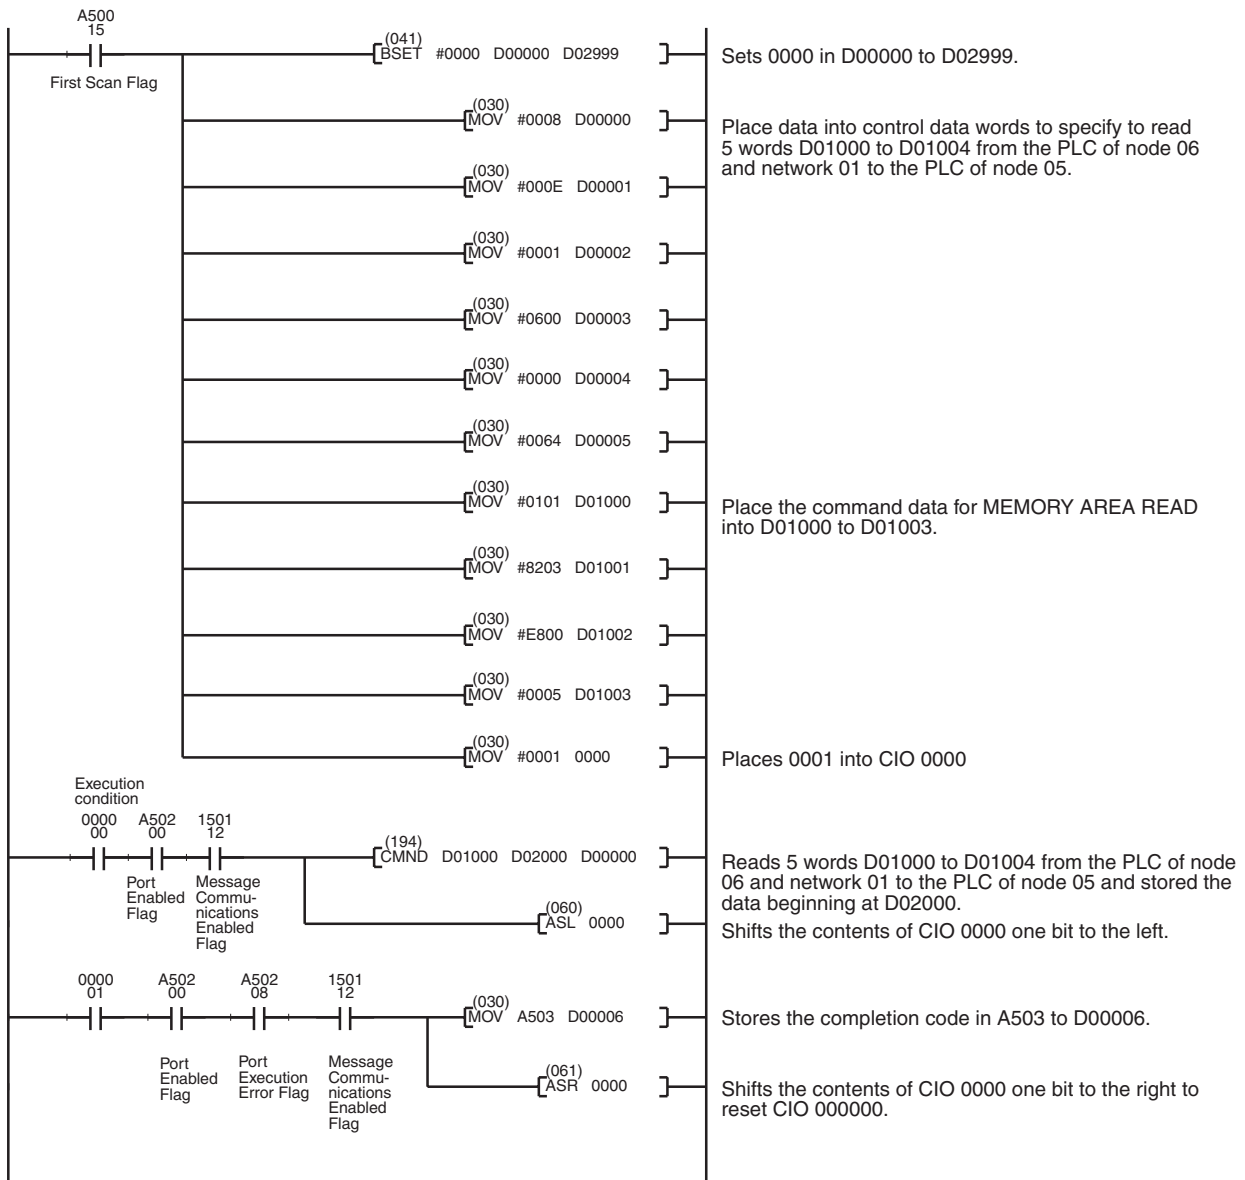 A500
15
First Scan Flag
(041)
BSET #0000 D00000 D02999
Sets 0000 in D00000 to D02999.
(030)
MOV #0008 D00000
Place data into control data words to specify to read
5 words D01000 to D01004 from the PLC of node 06
and network 01 to the PLC of node 05.
(030)
MOV #000E D00001
(030)
MOV #0001 D00002
(030)
MOV #0600 D00003
(030)
MOV #0000 D00004
(030)
MOV #0064 D00005
(030)
MOV #0101 D01000
Place the command data for MEMORY AREA READ
into D01000 to D01003.
(030)
MOV #8203 D01001
(030)
MOV #E800 D01002
(030)
MOV #0005 D01003
(030)
MOV #0001 0000
Places 0001 into CIO 0000
Execution
condition
0000
00
A502
00
1501
12
Port
Enabled
Flag
Message
Commu-
nications
Enabled
Flag
(194)
CMND D01000 D02000 D00000
Reads 5 words D01000 to D01004 from the PLC of node
06 and network 01 to the PLC of node 05 and stored the
data beginning at D02000.
(060)
ASL 0000
Shifts the contents of CIO 0000 one bit to the left.
0000
01
A502
00
A502
08
1501
12
Port
Enabled
Flag
Port
Execution
Error Flag
Message
Commu-
nications
Enabled
Flag
(030)
MOV A503 D00006
Stores the completion code in A503 to D00006.
(061)
ASR 0000
Shifts the contents of CIO 0000 one bit to the right to
reset CIO 000000.